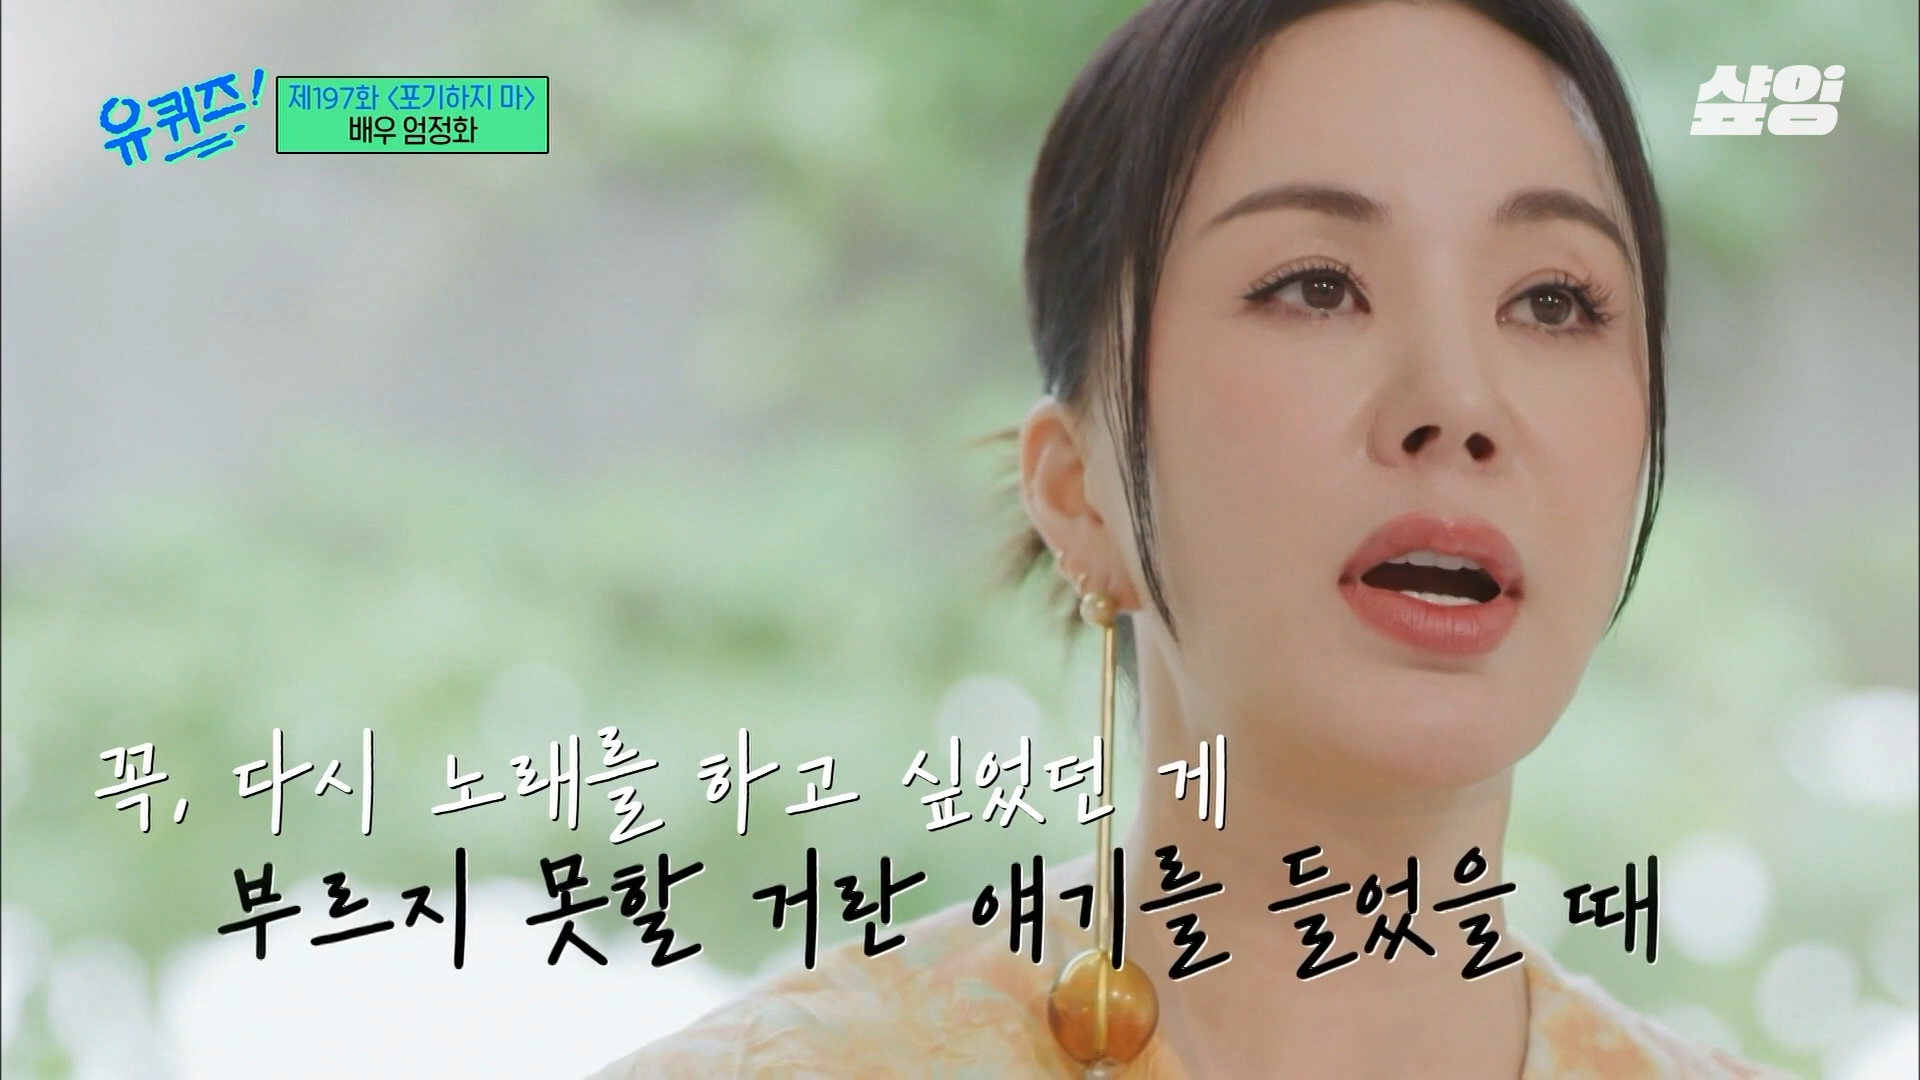 유 퀴즈!
제197화 <포기하지 마>
배우 엄정화
샾잉
꼭, 다시 노래를 하고 싶었던 게
부르지 못할 거란 얘기를 들었을 때